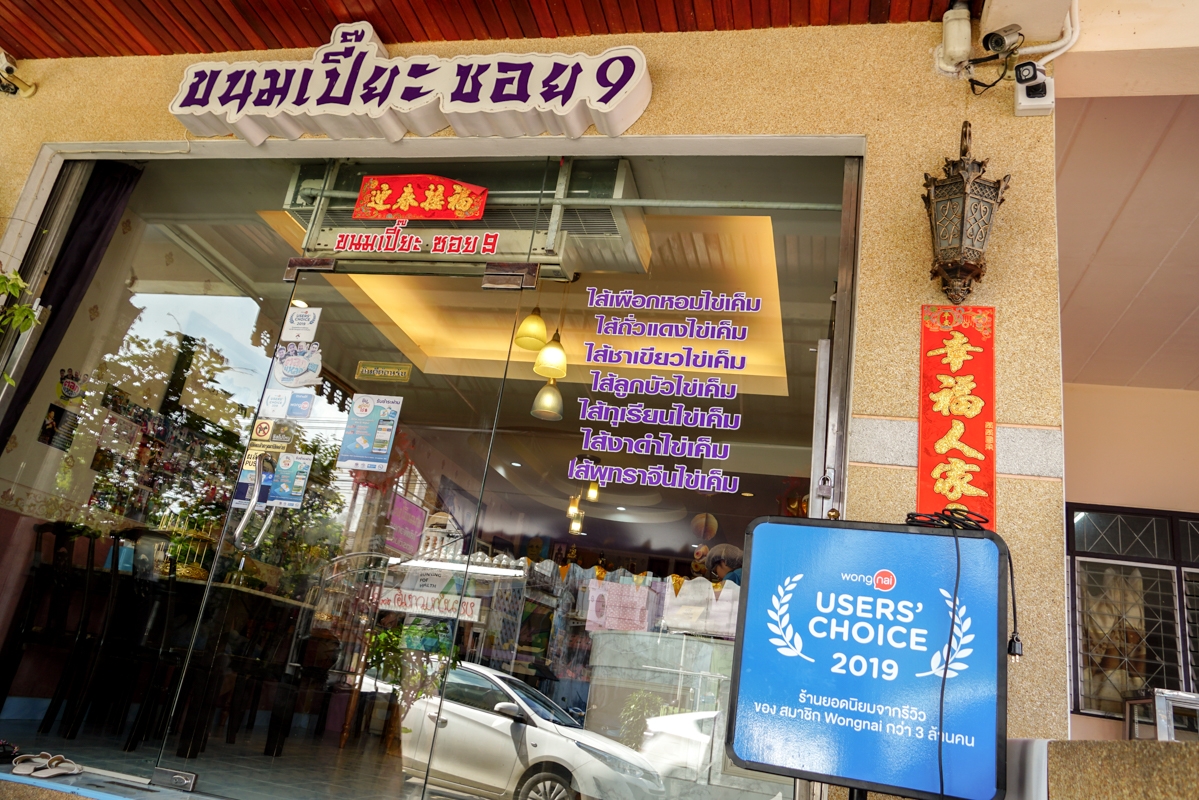 ขนมเปี๊ยะ ซอย 9
迎春接福
ขนมเปี๊ยะ ซอย 9
ไส้เผือกหอมไข่เค็ม
ไส้ถั่วแดงไข่เค็ม
ไส้ชาเขียวไข่เค็ม
ไส้ลูกบัวไข่เค็ม
ไส้ทุเรียนไข่เค็ม
ไส้งาดำไข่เค็ม
ไส้พุทราจีนไข่เค็ม
USERS'
CHOICE
2019
幸福人家
wongnai
USERS'
CHOICE
2019
ร้านยอดนิยมจากรีวิว
ของ สมาชิก Wongnai กว่า 3 ล้านคน